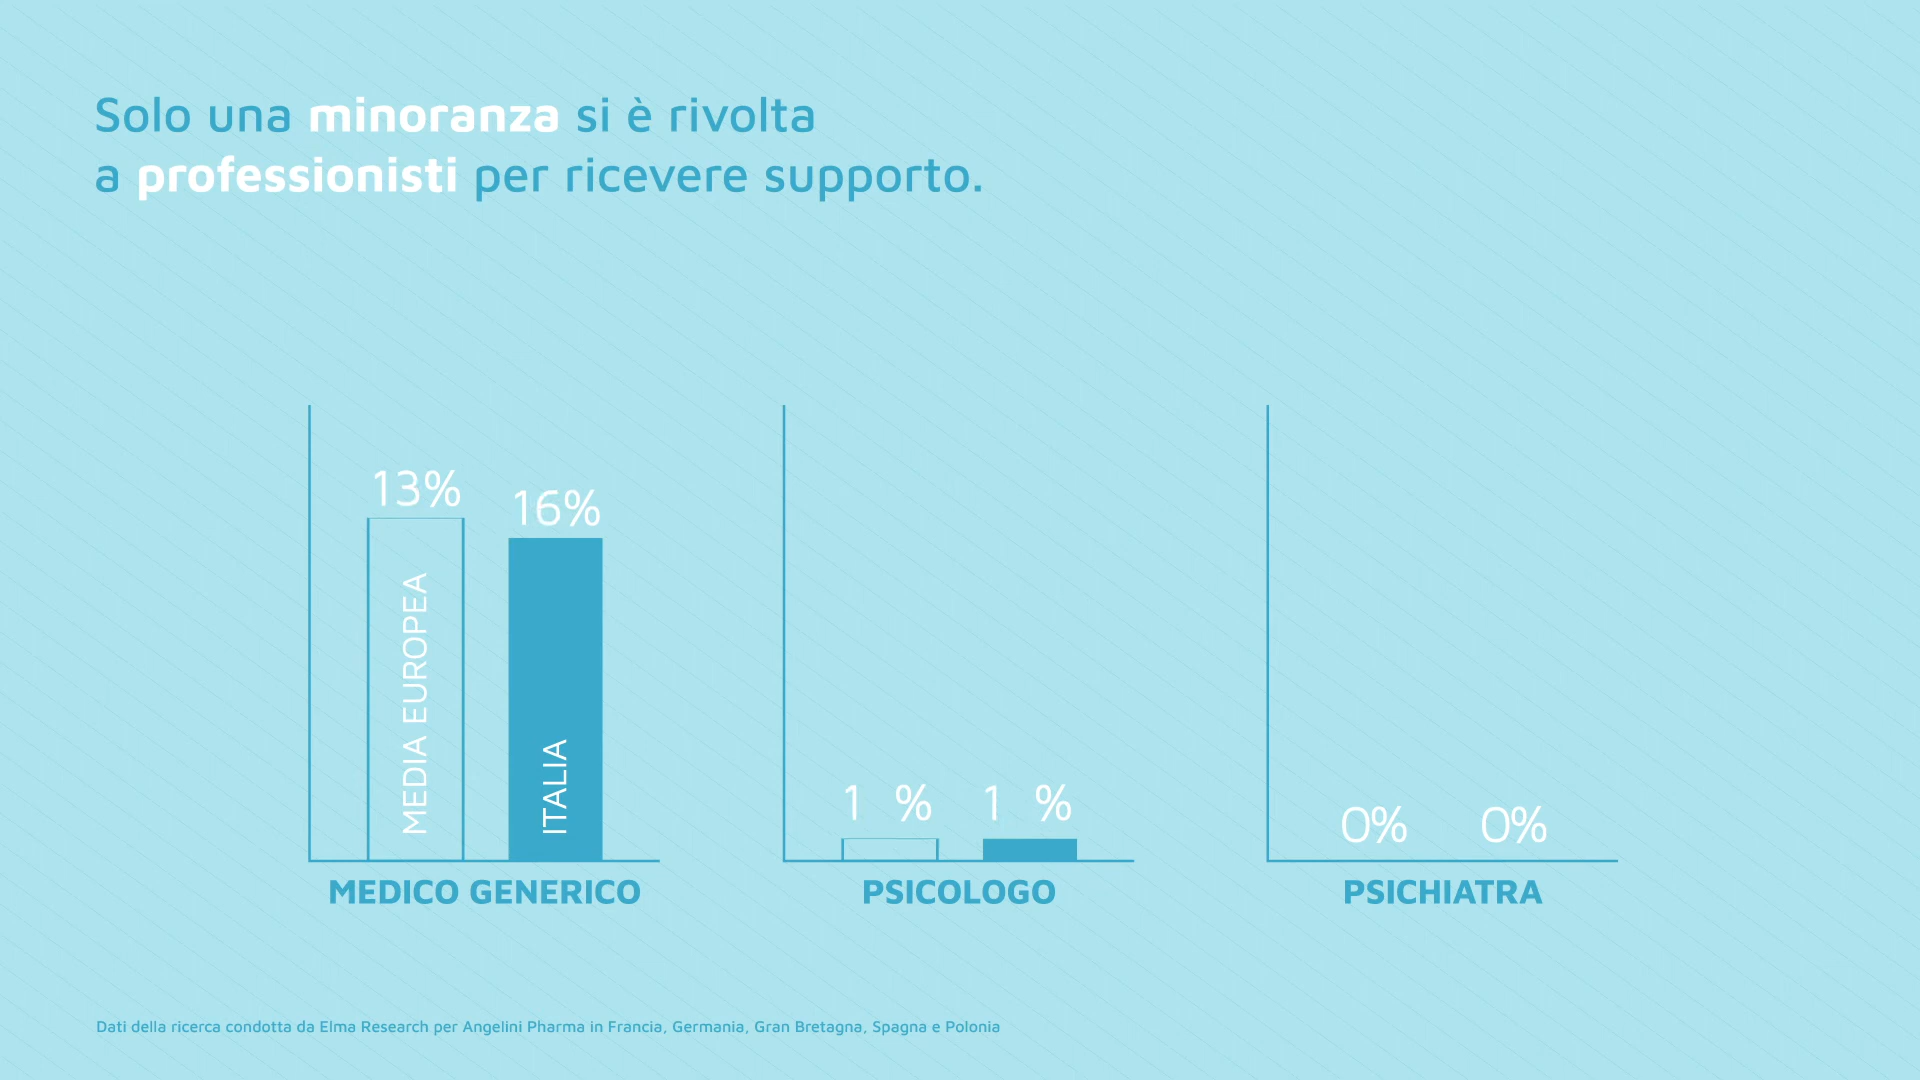 Solo una minoranza si è rivolta
a professionisti per ricevere supporto.
13%
16%
MEDIA EUROPEA
ITALIA
MEDICO GENERICO
1 %
1 %
PSICOLOGO
0%
0%
PSICHIATRA
Dati della ricerca condotta da Elma Research per Angelini Pharma in Francia, Germania, Gran Bretagna, Spagna e Polonia